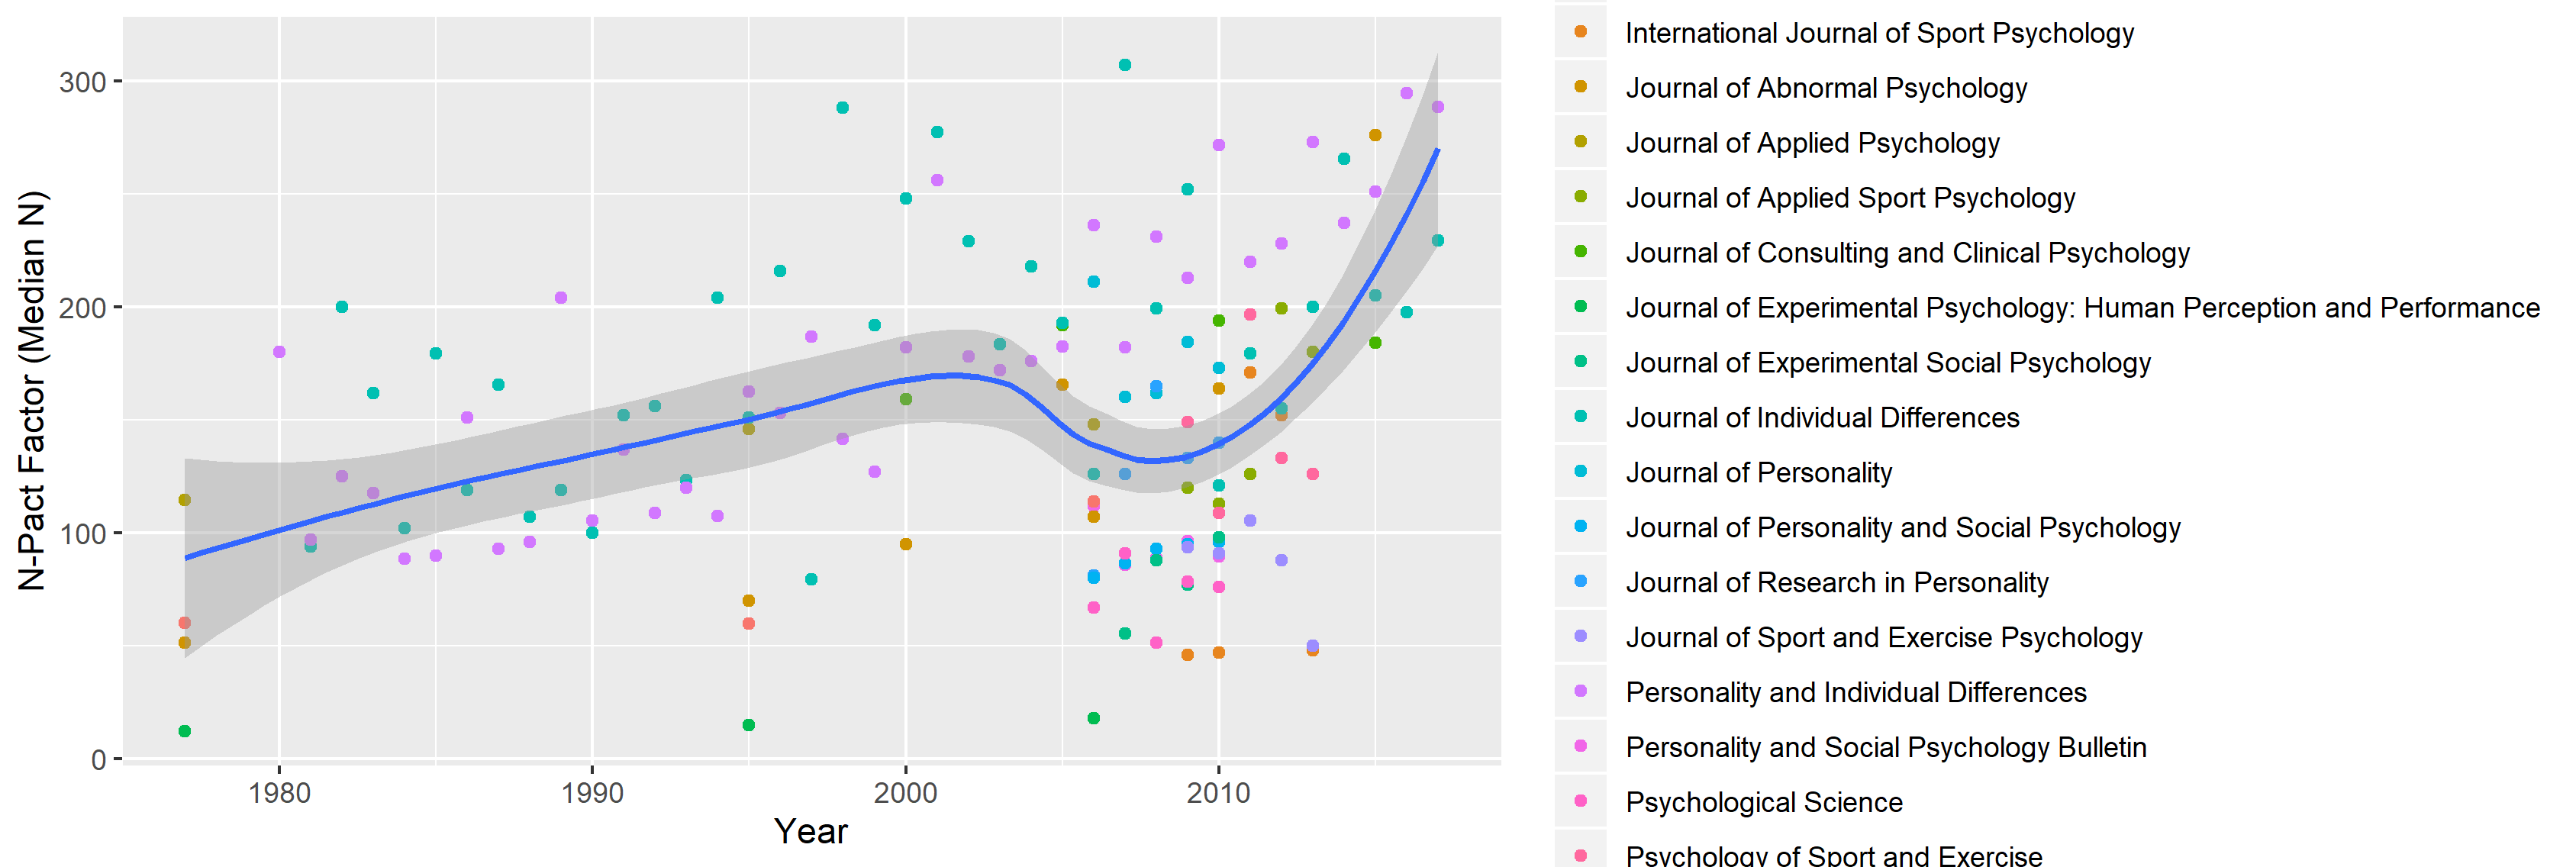 N-Pact Factor (Median N)
300
200
100
0
1980 1990 2000 2010
Year
International Journal of Sport Psychology
Journal of Abnormal Psychology
Journal of Applied Psychology
Journal of Applied Sport Psychology
Journal of Consulting and Clinical Psychology
Journal of Experimental Psychology: Human Perception and Performance
Journal of Experimental Social Psychology
Journal of Individual Differences
Journal of Personality
Journal of Personality and Social Psychology
Journal of Research in Personality
Journal of Sport and Exercise Psychology
Personality and Individual Differences
Personality and Social Psychology Bulletin
Psychological Science
Psychology of Sport and Exercise